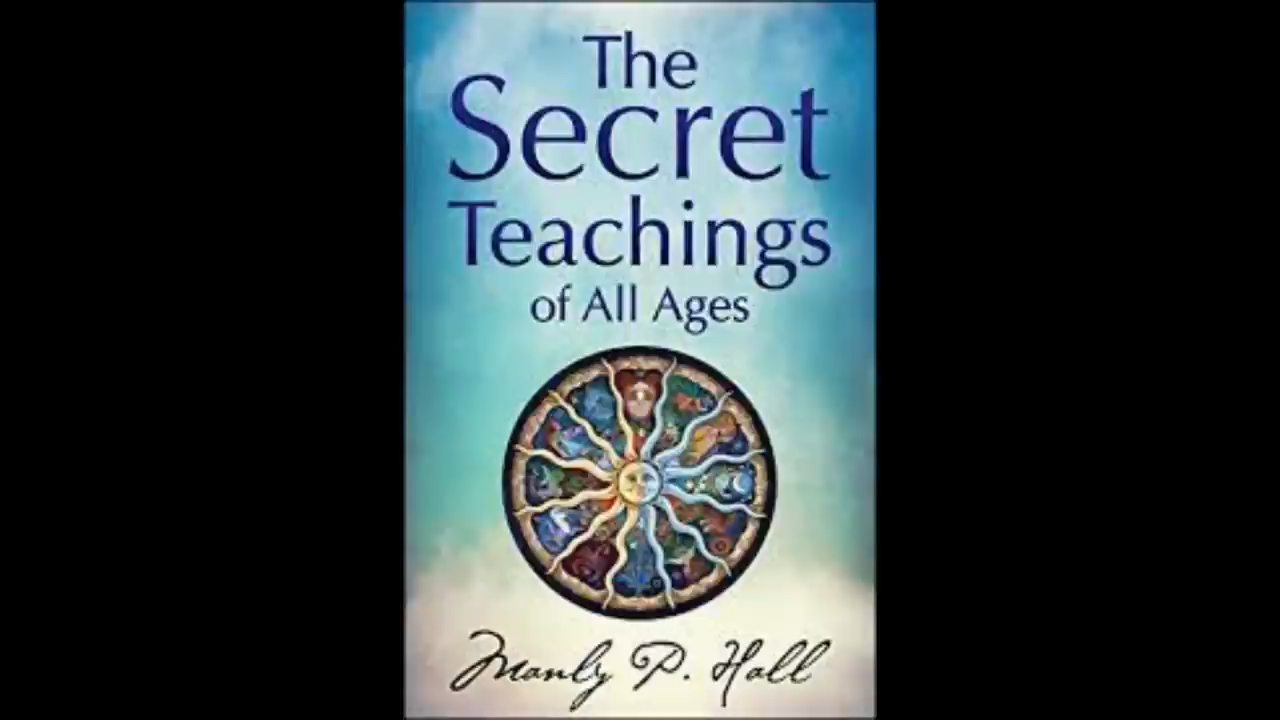 The
Secret
Teachings
of All Ages
Manly P. Hall